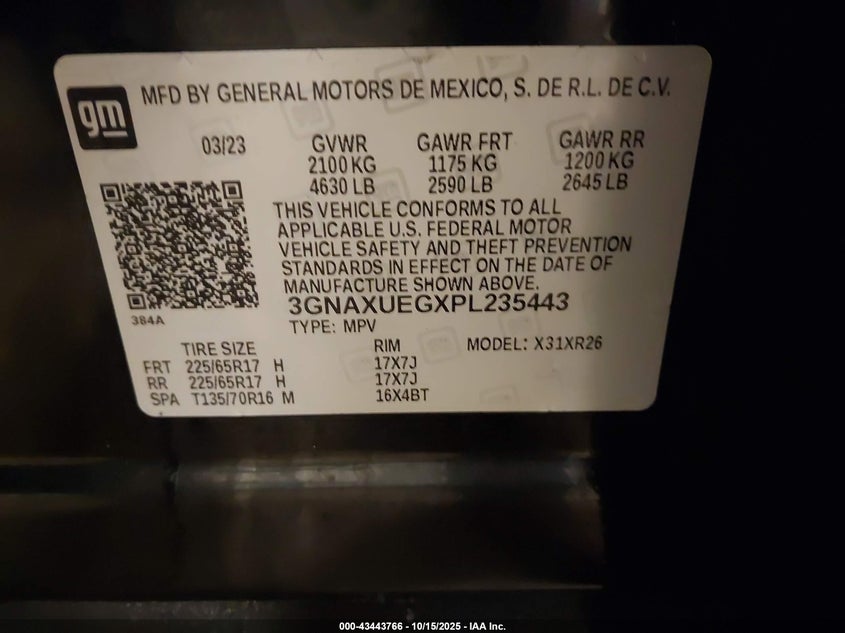 gm
MFD BY GENERAL MOTORS DE MEXICO, S. DE R.L. DE C.V.
03/23 GVWR GAWR FRT GAWR RR
2100 KG 1175 KG 1200 KG
4630 LB 2590 LB 2645 LB
THIS VEHICLE CONFORMS TO ALL
APPLICABLE U.S. FEDERAL MOTOR
VEHICLE SAFETY AND THEFT PREVENTION
STANDARDS IN EFFECT ON THE DATE OF
MANUFACTURE SHOWN ABOVE.
3GNAXUEGXPL235443
384A
TYPE: MPV
TIRE SIZE RIM MODEL: X31XR26
FRT 225/65R17 H 17X7J
RR 225/65R17 H 17X7J
SPA T135/70R16 M 16X4BT
000-43443766 - 10/15/2025 - IAA Inc.